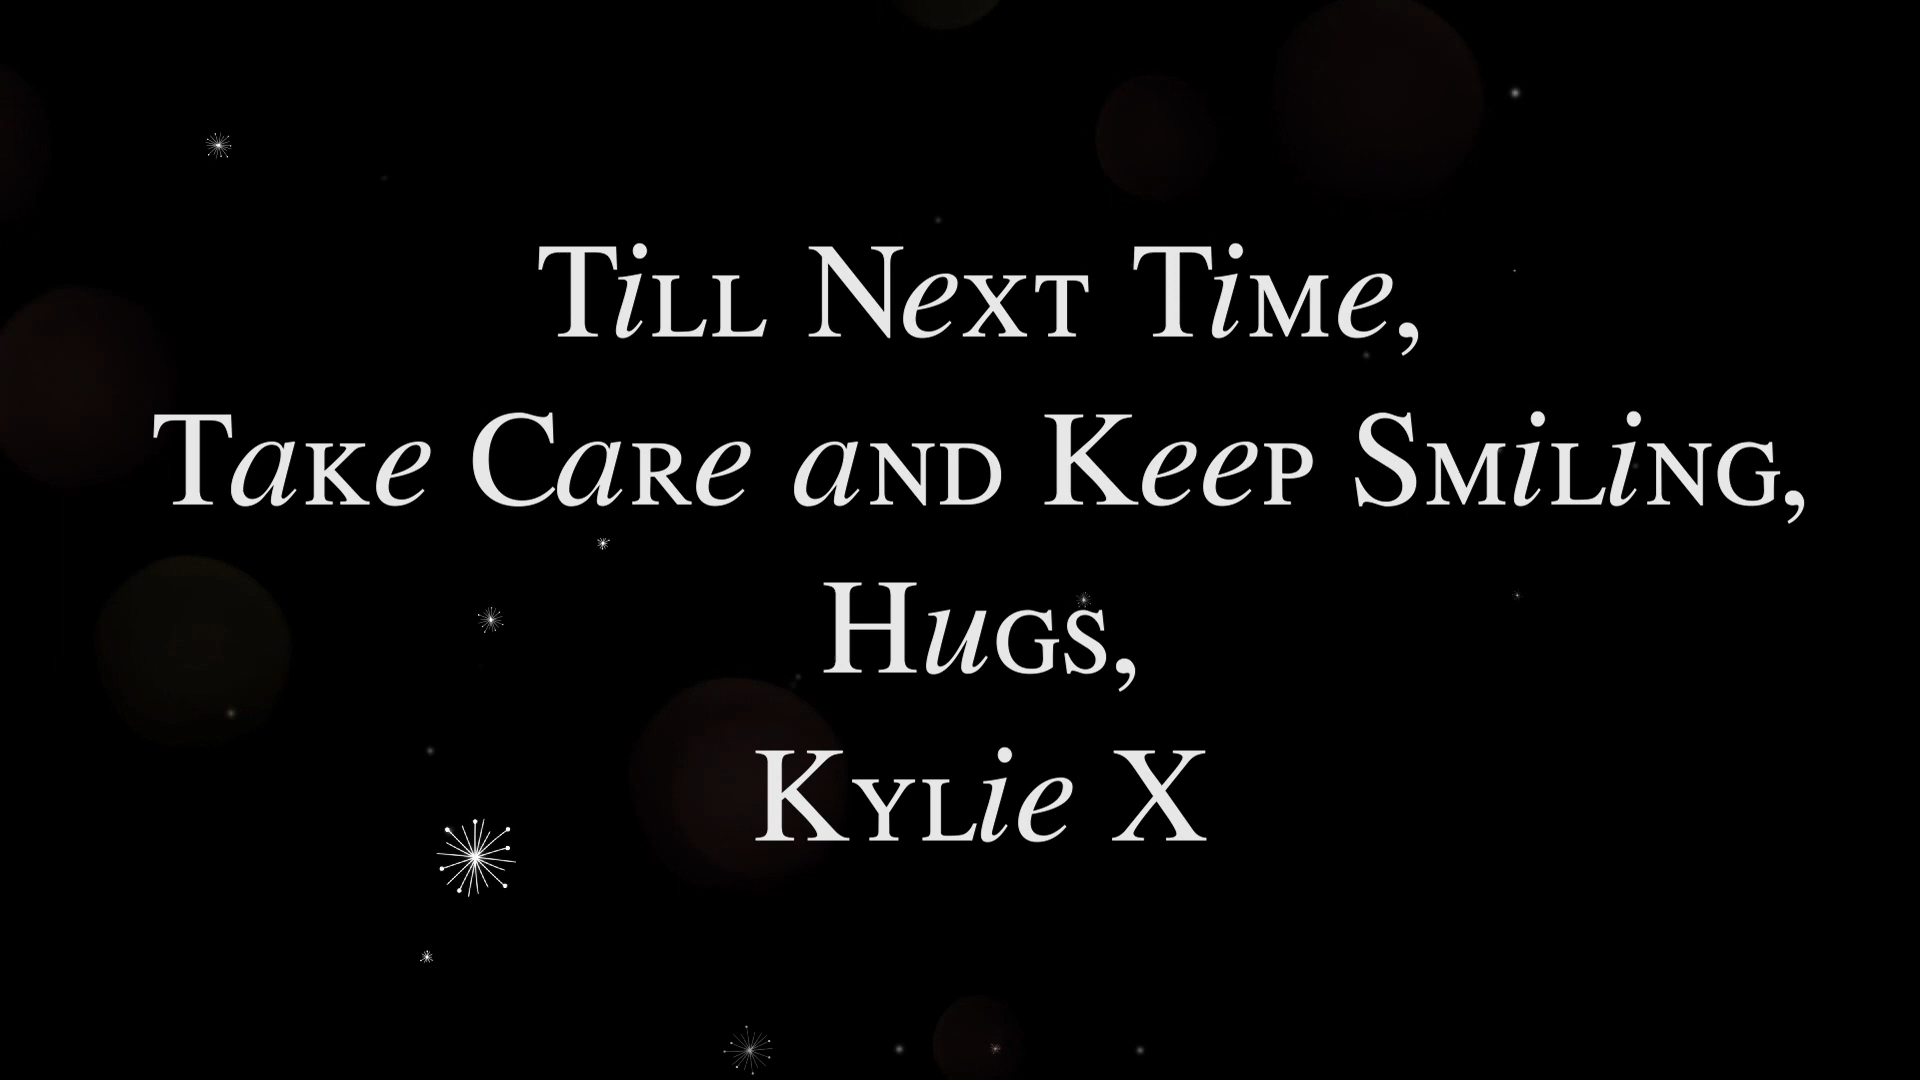 Till Next Time,
Take Care and Keep Smiling,
Hugs,
Kylie X